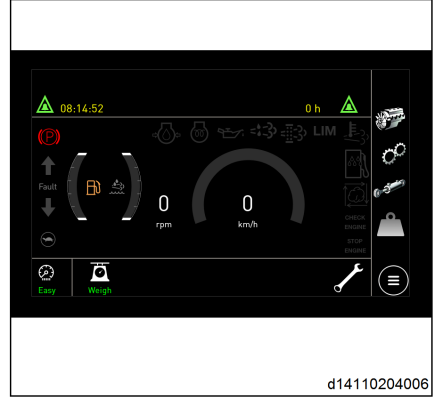 08:14:52
0 h
P
LIM
Fault
0
rpm
0
km/h
CHECK
ENGINE
STOP
ENGINE
Easy
Weigh
d14110204006